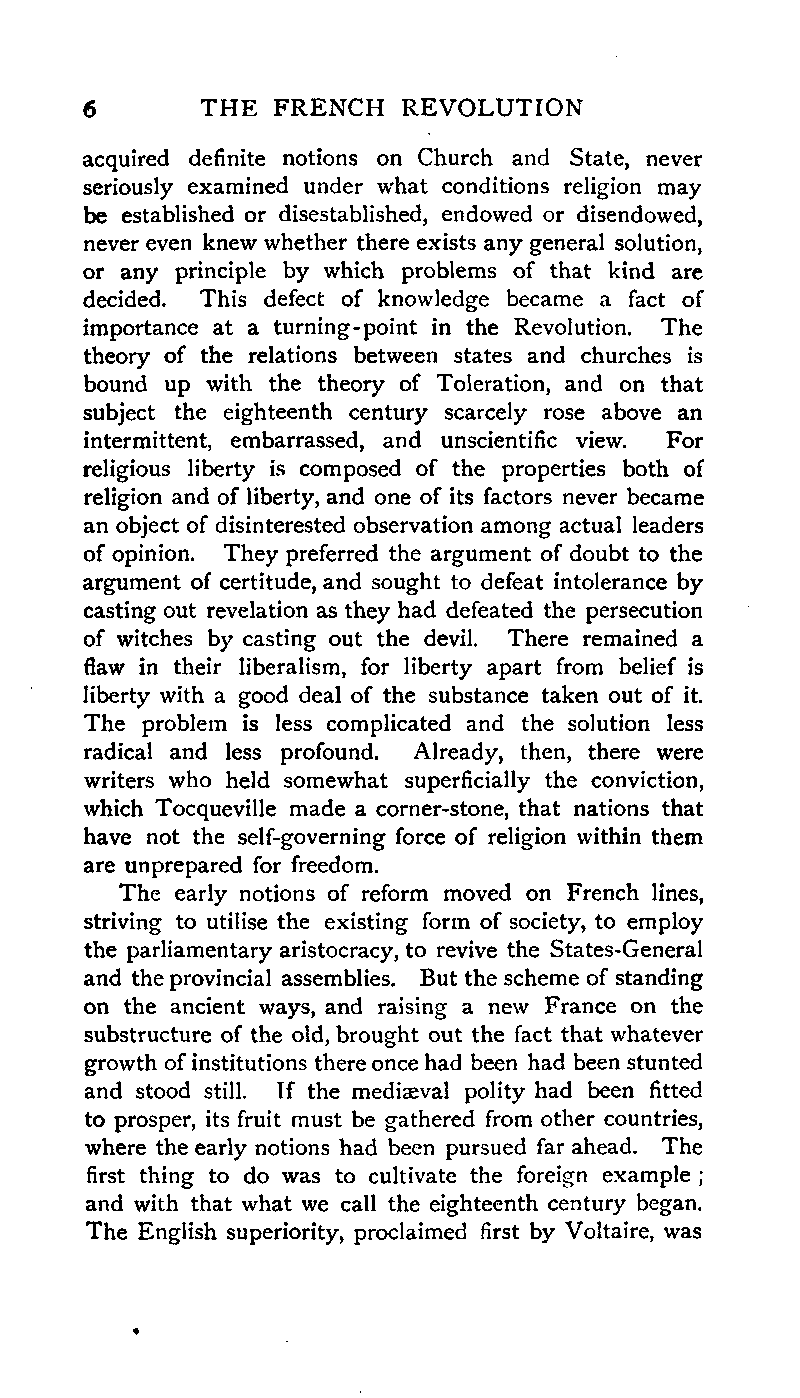 6 THE FRENCH REVOLUTION
acquired definite notions on Church and State, never
seriously examined under what conditions religion may
be established or disestablished, endowed or disendowed,
never even knew whether there exists any general solution,
or any principle by which problems of that kind are
decided. This defect of knowledge became a fact of
importance at a turning-point in the Revolution. The
theory of the relations between states and churches is
bound up with the theory of Toleration, and on that
subject the eighteenth century scarcely rose above an
intermittent, embarrassed, and unscientific view. For
religious liberty is composed of the properties both of
religion and of liberty, and one of its factors never became
an object of disinterested observation among actual leaders
of opinion. They preferred the argument of doubt to the
argument of certitude, and sought to defeat intolerance by
casting out revelation as they had defeated the persecution
of witches by casting out the devil. There remained a
flaw in their liberalism, for liberty apart from belief is
liberty with a good deal of the substance taken out of it.
The problem is less complicated and the solution less
radical and less profound. Already, then, there were
writers who held somewhat superficially the conviction,
which Tocqueville made a corner-stone, that nations that
have not the self-governing force of religion within them
are unprepared for freedom.
The early notions of reform moved on French lines,
striving to utilise the existing form of society, to employ
the parliamentary aristocracy, to revive the States-General
and the provincial assemblies. But the scheme of standing
on the ancient ways, and raising a new France on the
substructure of the old, brought out the fact that whatever
growth of institutions there once had been had been stunted
and stood still. If the mediæval polity had been fitted
to prosper, its fruit must be gathered from other countries,
where the early notions had been pursued far ahead. The
first thing to do was to cultivate the foreign example ;
and with that what we call the eighteenth century began.
The English superiority, proclaimed first by Voltaire, was